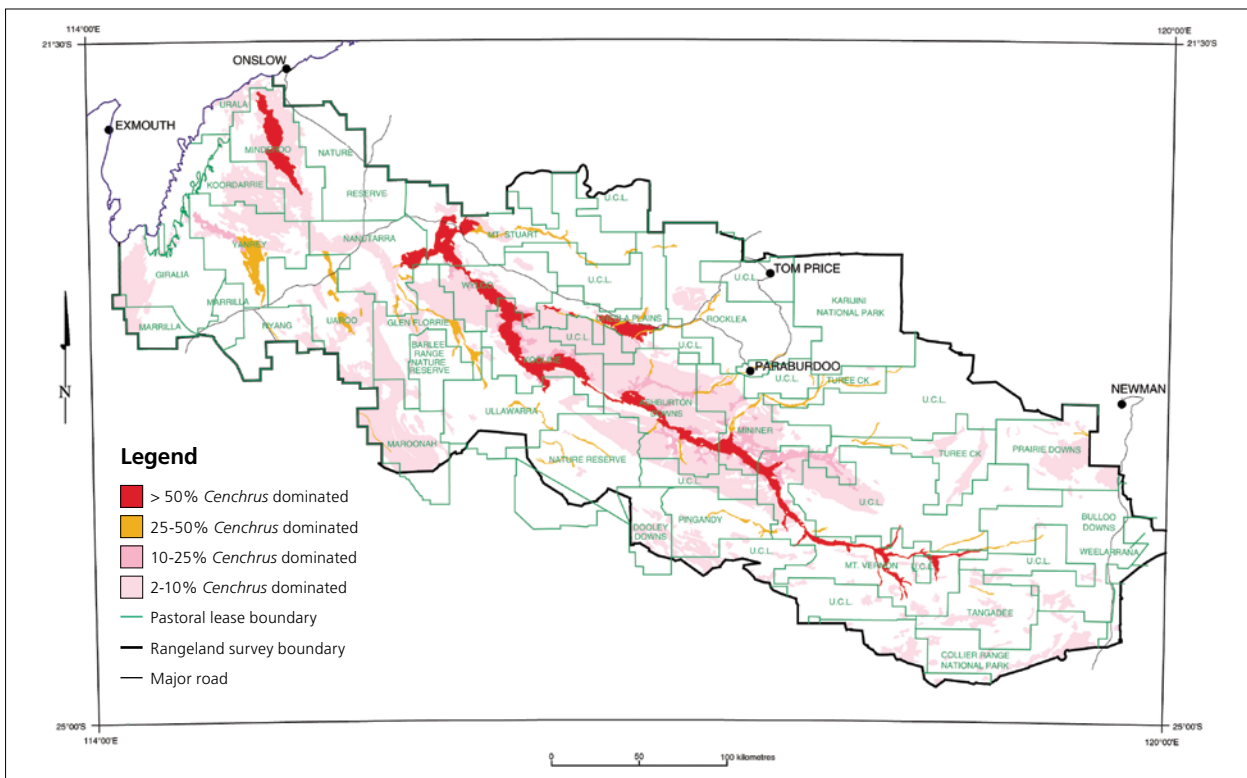 114°00'E
21°30'S
120°00'E
21°30'S
ONSLOW
EXMOUTH
URALA
MINDEROO
NATURE
RESERVE
KOORDARRIE
YANREY
NANUTARRA
MT. STUART
U.C.L.
U.C.L.
TOM PRICE
U.C.L.
KARIJINI
NATIONAL PARK
GIRALIA
MARRILLA
MARRILLA
NYANG
UAROO
GLEN FLORRIE
WYLOO
ROCKLEA
U.C.L.
U.C.L.
BARLEE
RANGE
NATURE
RESERVE
PARABURDOO
U.C.L.
TUREE CK
NEWMAN
U.C.L.
ULLAWARRA
ASHBURTON
DOWNS
MININER
MAROONAH
NATURE RESERVE
TUREE CK
PRAIRIE DOWNS
U.C.L.
U.C.L.
DOOLEY
DOWNS
PINGANDY
U.C.L.
BULLOO
DOWNS
WEELARRANA
MT. VERNON
U.C.L.
U.C.L.
U.C.L.
TANGADEE
COLLIER RANGE
NATIONAL PARK
N
Legend
> 50% Cenchrus dominated
25-50% Cenchrus dominated
10-25% Cenchrus dominated
2-10% Cenchrus dominated
Pastoral lease boundary
Rangeland survey boundary
Major road
25°00'S
114°00'E
25°00'S
120°00'E
0 50 100 kilometres